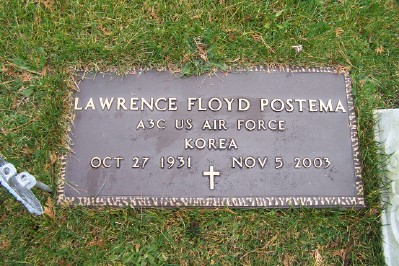 LAWRENCE FLOYD POSTEMA
A3C US AIR FORCE
KOREA
OCT 27 1931 NOV 5 2003